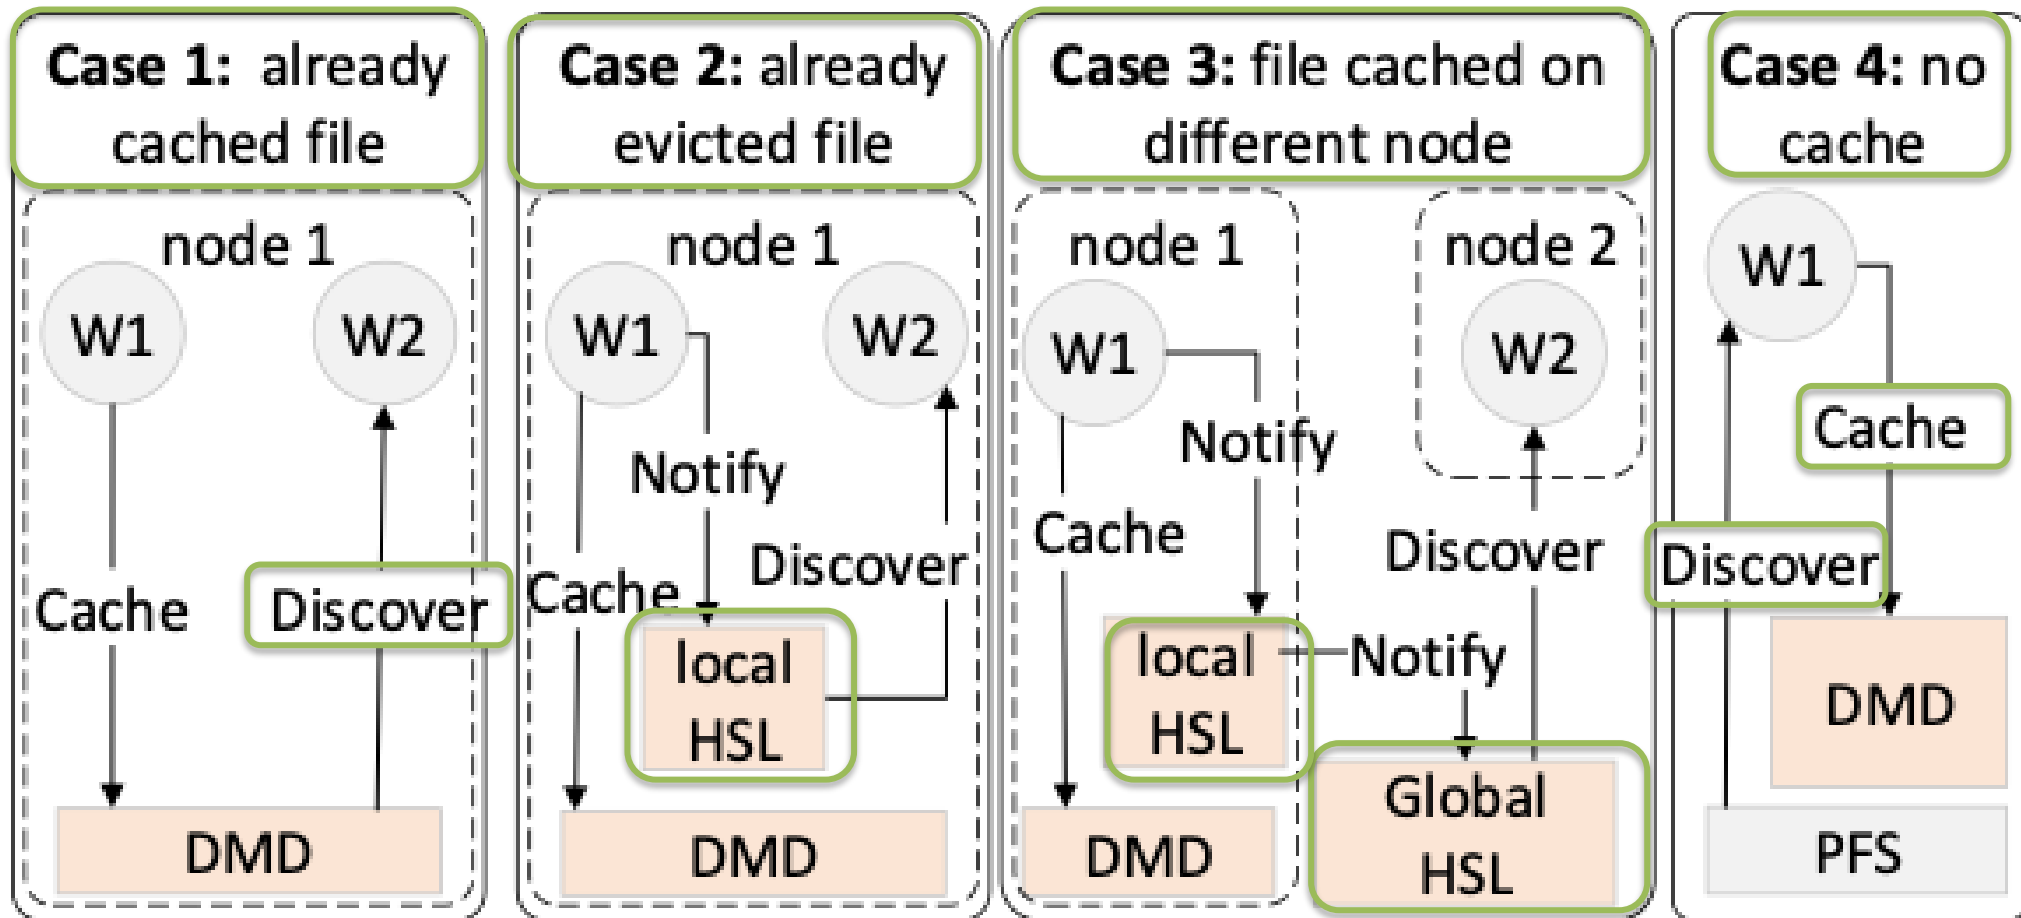 Case 1: already
cached file
node 1
W1
W2
Cache
Discover
DMD
Case 2: already
evicted file
node 1
W1
W2
Notify
Discover
Cache
local
HSL
DMD
Case 3: file cached on
different node
node 1
node 2
W1
W2
Notify
Cache
Discover
local
HSL
Notify
DMD
Global
HSL
Case 4: no
cache
W1
Cache
Discover
DMD
PFS